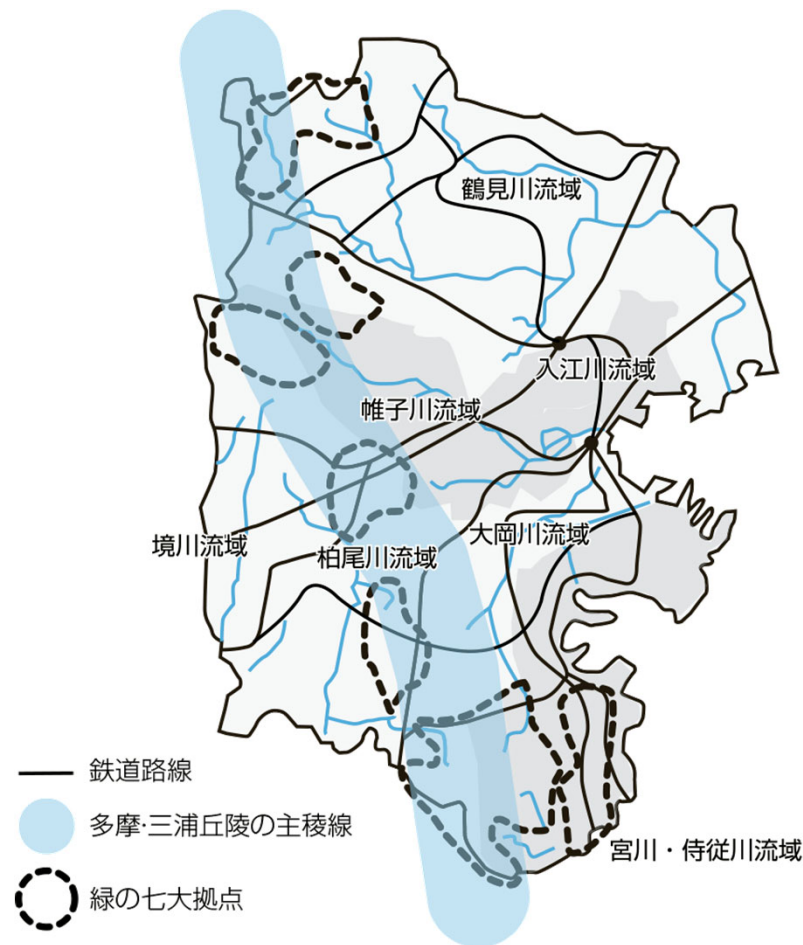 鶴見川流域
入江川流域
帷子川流域
境川流域
柏尾川流域
大岡川流域
宮川・侍従川流域
鉄道路線
多摩・三浦丘陵の主稜線
緑の七大拠点